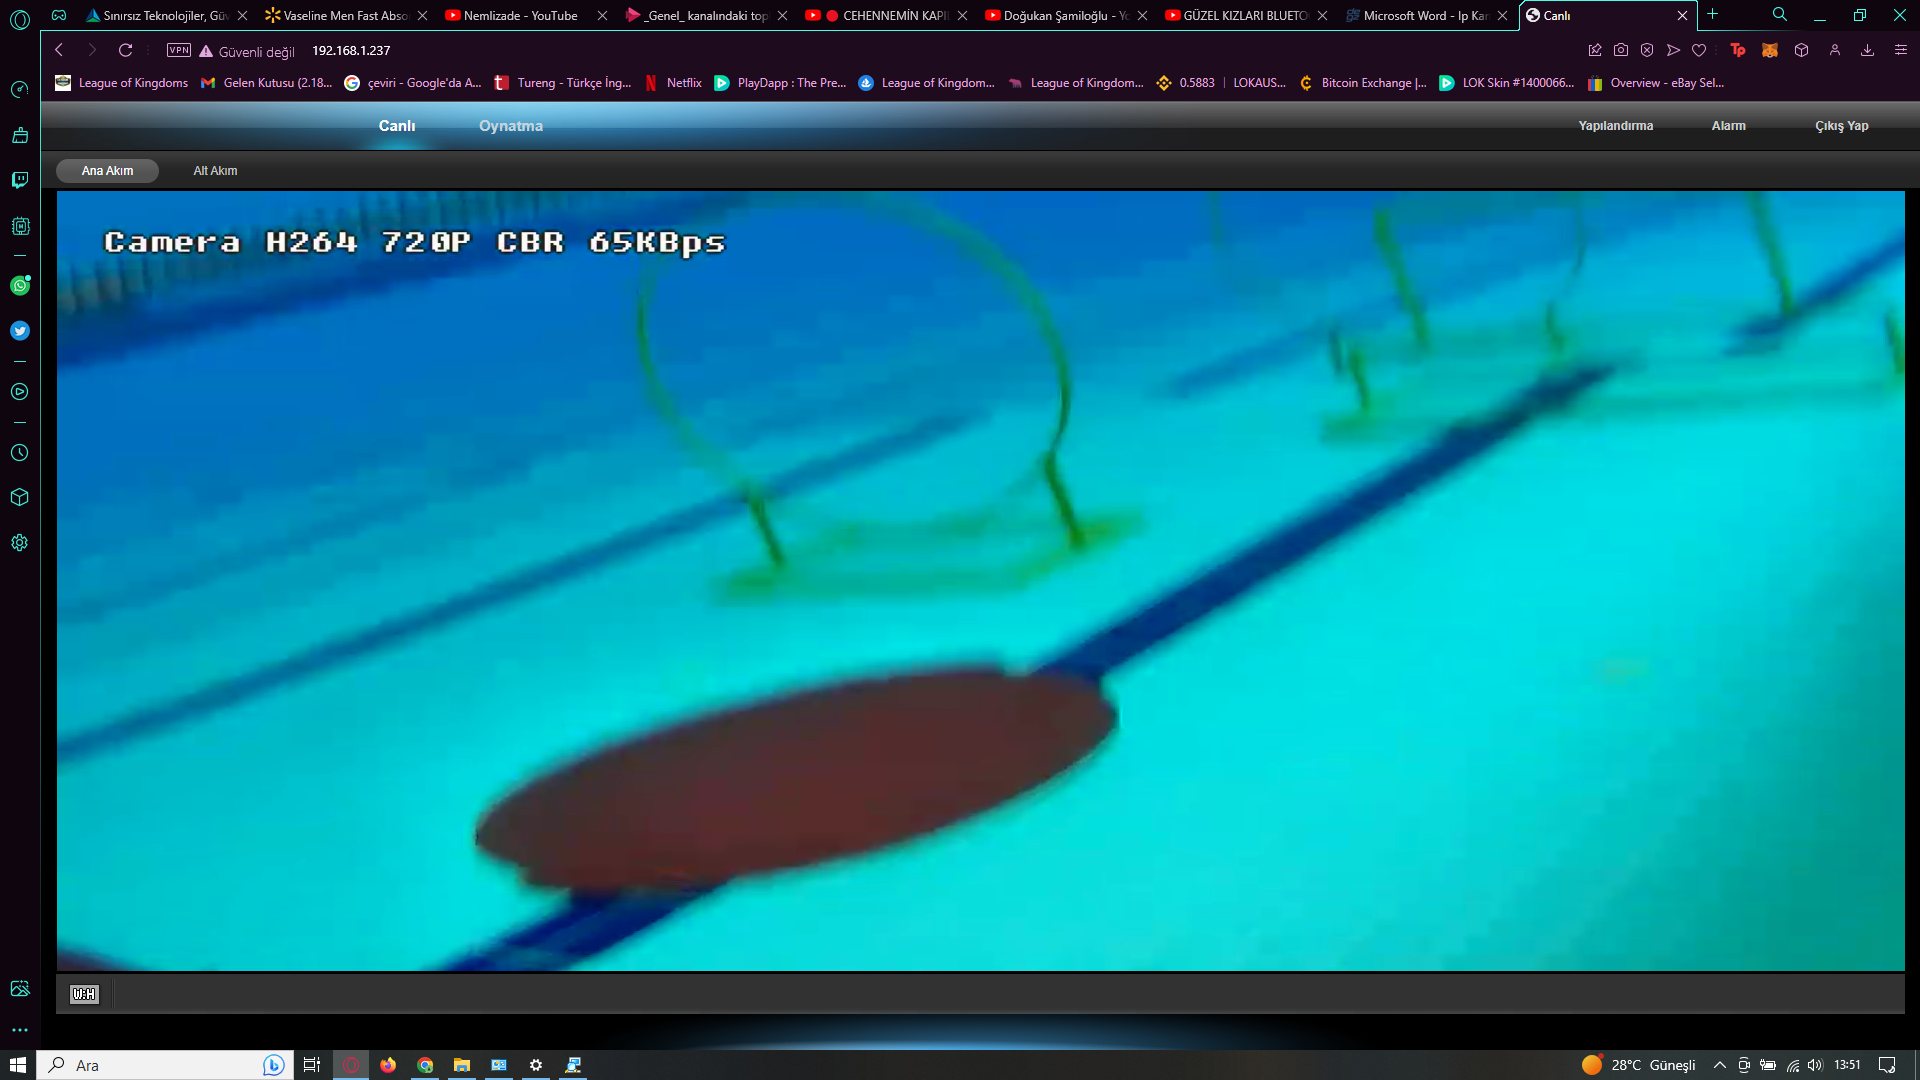 Sınırsız Teknolojiler, Gü
Vaseline Men Fast Abso
Nemlizade - YouTube
_Genel_ kanalındaki top
CEHENNEMİN KAPI
Doğukan Şamiloğlu - Yo
GÜZEL KIZLARI BLUETO
Microsoft Word - Ip Kar
Canlı
VPN
Güvenli değil
192.168.1.237
Tp
League of Kingdoms
Gelen Kutusu (2.18...
çeviri - Google'da A...
Tureng - Türkçe İng...
Netflix
PlayDapp : The Pre...
League of Kingdom...
League of Kingdom...
0.5883 | LOKAUS...
Bitcoin Exchange |...
LOK Skin #1400066...
Overview - eBay Sel...
Canlı
Oynatma
Yapılandırma
Alarm
Çıkış Yap
Ana Akım
Alt Akım
Camera H264 720P CBR 65KBps
W:H
Ara
28°C Güneşli
13:51